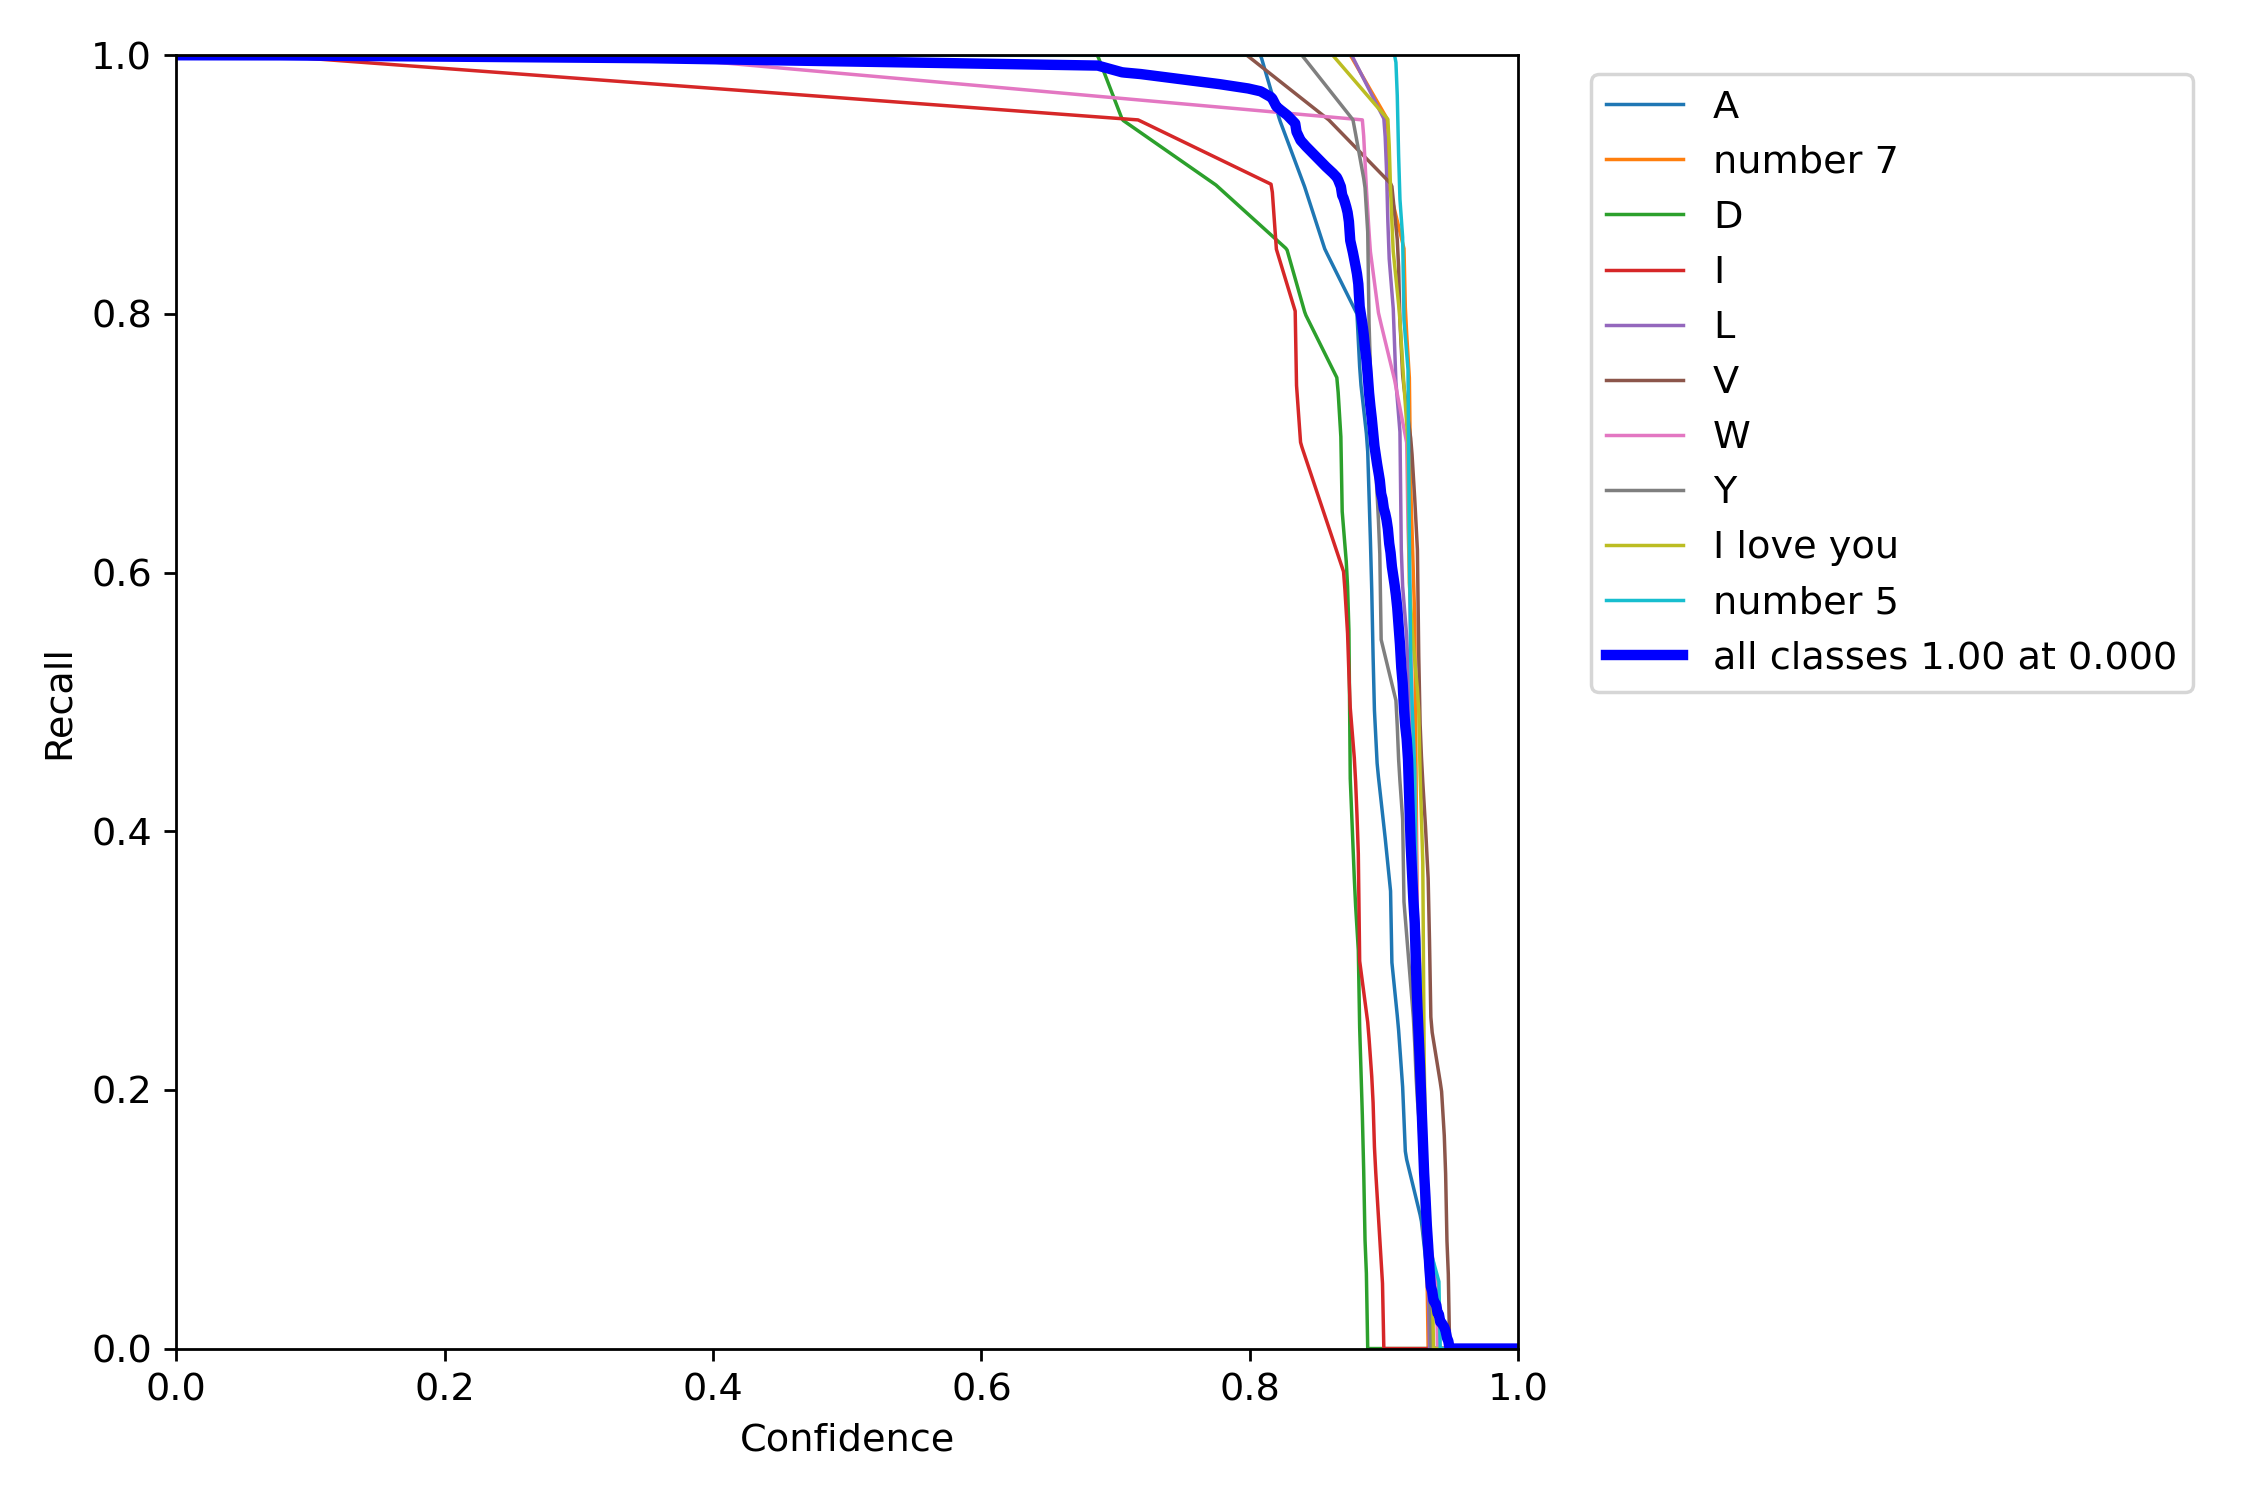 1.0
0.8
0.6
0.4
0.2
0.0
Recall
0.0 0.2 0.4 0.6 0.8 1.0
Confidence
A
number 7
D
I
L
V
W
Y
I love you
number 5
all classes 1.00 at 0.000